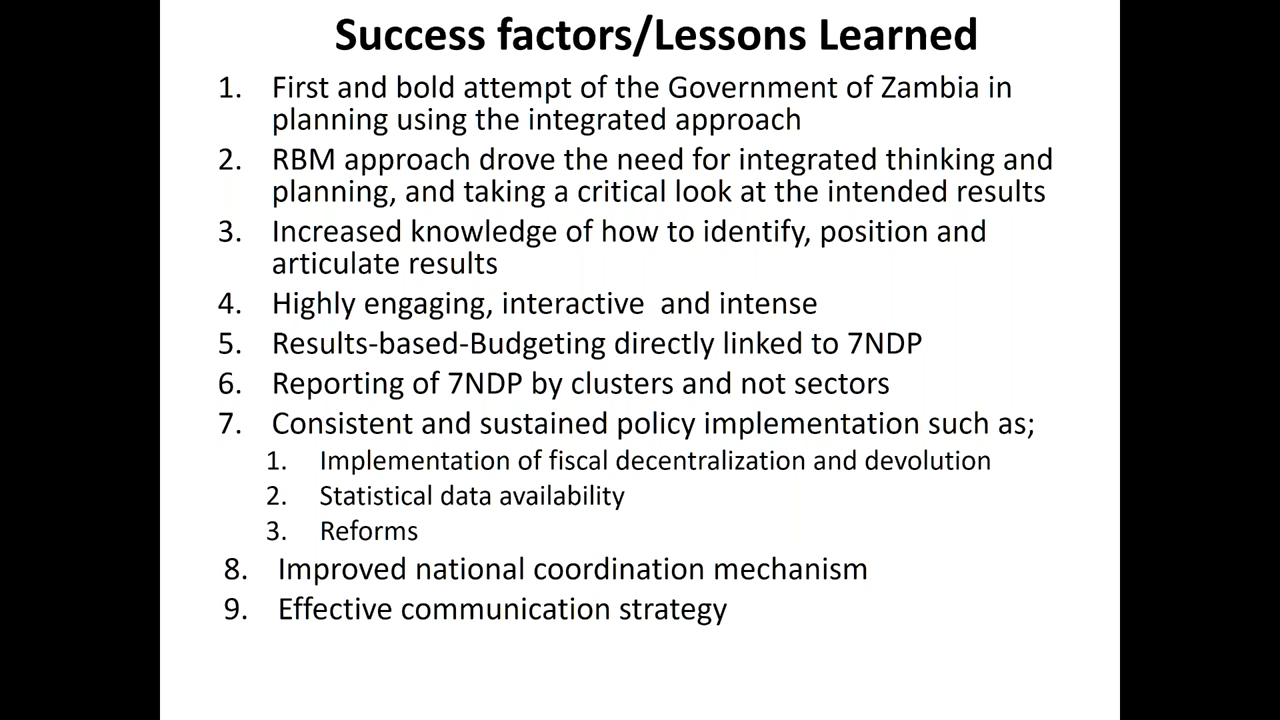 Success factors/Lessons Learned
1. First and bold attempt of the Government of Zambia in
planning using the integrated approach
2. RBM approach drove the need for integrated thinking and
planning, and taking a critical look at the intended results
3. Increased knowledge of how to identify, position and
articulate results
4. Highly engaging, interactive  and intense
5. Results-based-Budgeting directly linked to 7NDP
6. Reporting of 7NDP by clusters and not sectors
7. Consistent and sustained policy implementation such as;
1. Implementation of fiscal decentralization and devolution
2. Statistical data availability
3. Reforms
8. Improved national coordination mechanism
9. Effective communication strategy